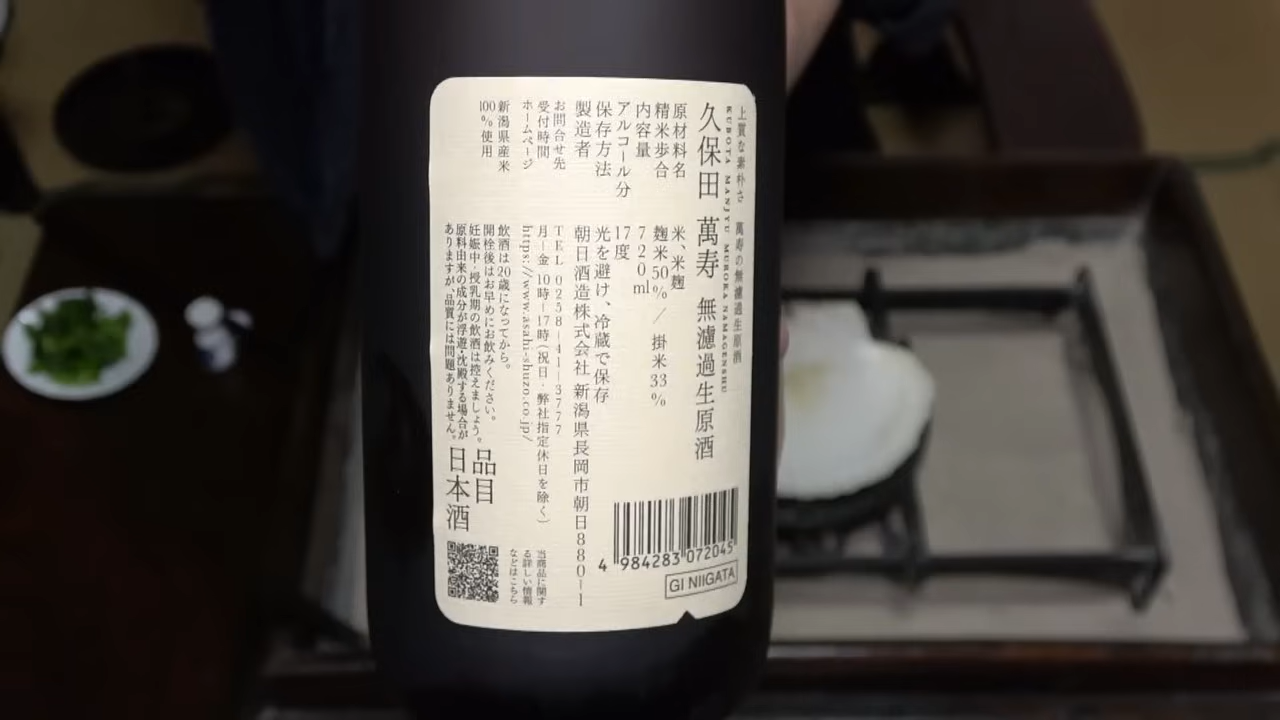 上質な素朴さ 萬寿の無濾過生原酒
KUBOTA MANJYU MUROKA NAMAGENSHU
久保田 萬寿 無濾過生原酒
原材料名 米、米麹
精米歩合 麹米50%／掛米33%
内容量 720ml
アルコール分 17度
保存方法 光を避け、冷蔵で保存
製造者 朝日酒造株式会社 新潟県長岡市朝日880-1
お問合せ先 TEL 0258-41-3777
受付時間 月-金 10時-17時(祝日・弊社指定休日を除く)
ホームページ https://www.asahi-shuzo.co.jp/
新潟県産米
100%使用
飲酒は20歳になってから。
開栓後はお早めにお飲みください。
妊娠中・授乳期の飲酒は控えましょう。
原料由来の成分が浮遊・沈殿する場合が
ありますが、品質には問題ありません。
品目
日本酒
当商品に関す
る詳しい情報
などはこちら
4 984283 072045
GI NIIGATA